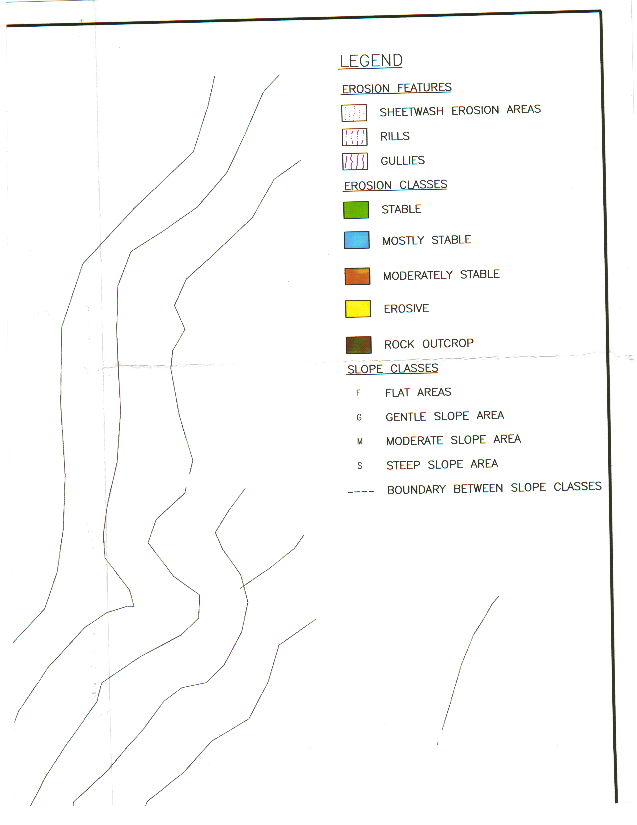 LEGEND
EROSION FEATURES
SHEETWASH EROSION AREAS
RILLS
GULLIES
EROSION CLASSES
STABLE
MOSTLY STABLE
MODERATELY STABLE
EROSIVE
ROCK OUTCROP
SLOPE CLASSES
F FLAT AREAS
G GENTLE SLOPE AREA
M MODERATE SLOPE AREA
S STEEP SLOPE AREA
---- BOUNDARY BETWEEN SLOPE CLASSES